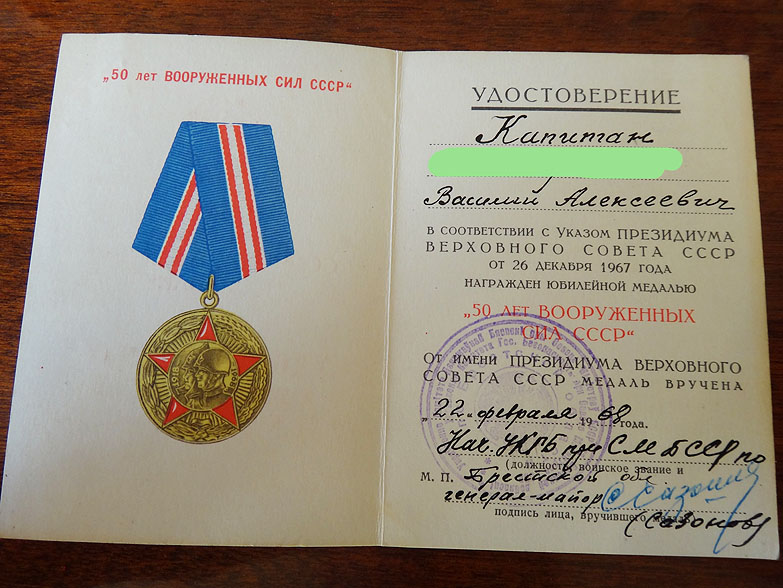 „50 лет ВООРУЖЕННЫХ СИЛ СССР“
УДОСТОВЕРЕНИЕ
Капитан
Василий Алексеевич
В СООТВЕТСТВИИ С УКАЗОМ ПРЕЗИДИУМА
ВЕРХОВНОГО СОВЕТА СССР
ОТ 26 ДЕКАБРЯ 1967 ГОДА
НАГРАЖДЕН ЮБИЛЕЙНОЙ МЕДАЛЬЮ
„50 ЛЕТ ВООРУЖЕННЫХ
СИЛ СССР“
ОТ ИМЕНИ ПРЕЗИДИУМА ВЕРХОВНОГО
СОВЕТА СССР МЕДАЛЬ ВРУЧЕНА
„22“ февраля 1968 года.
Нач. УКГБ при СМ БССР по
(должность, воинское звание и
М. П. Брестской обл
генерал-майор Сазонов
подпись лица, вручившего
(Сазонов)
1918
1968